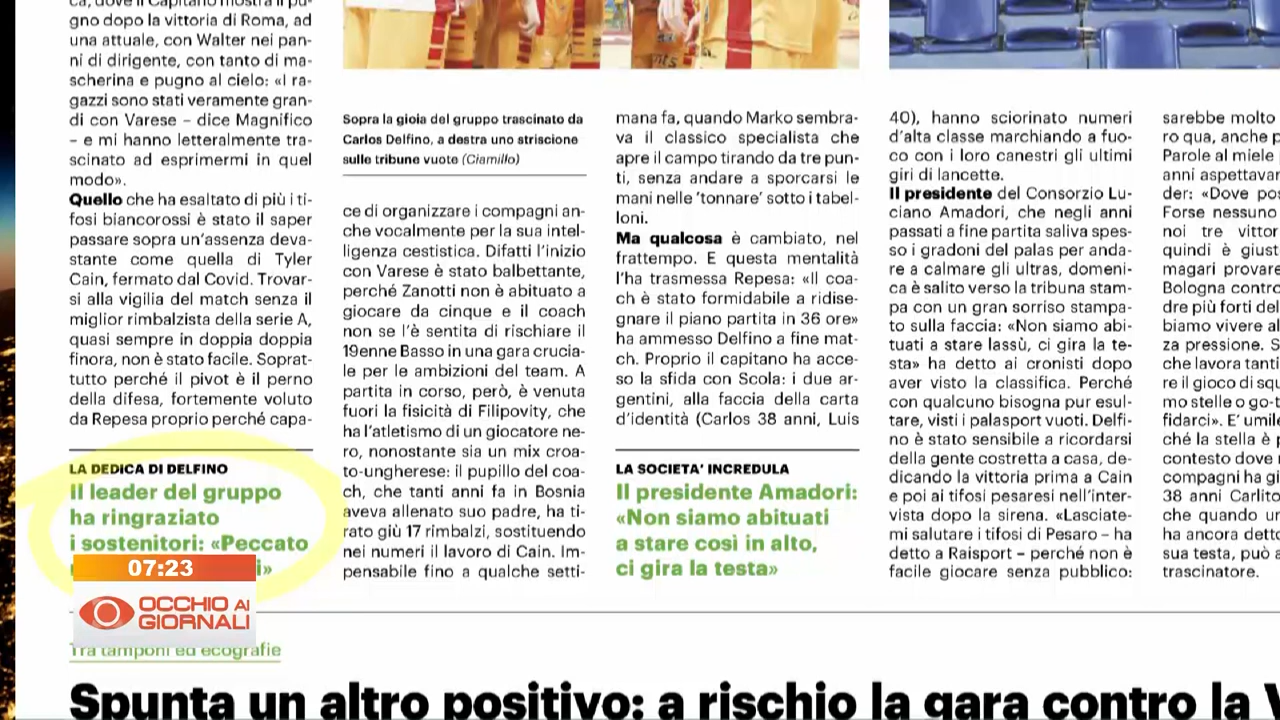 gno dopo la vittoria di Roma, ad
una attuale, con Walter nei pan-
ni di dirigente, con tanto di ma-
scherina e pugno al cielo: «I ra-
gazzi sono stati veramente gran-
di con Varese – dice Magnifico
– e mi hanno letteralmente tra-
scinato ad esprimermi in quel
modo».
Quello che ha esaltato di più i ti-
fosi biancorossi è stato il saper
passare sopra un'assenza deva-
stante come quella di Tyler
Cain, fermato dal Covid. Trovar-
si alla vigilia del match senza il
miglior rimbalzista della serie A,
quasi sempre in doppia doppia
finora, non è stato facile. Soprat-
tutto perché il pivot è il perno
della difesa, fortemente voluto
da Repesa proprio perché capa-
LA DEDICA DI DELFINO
Il leader del gruppo
ha ringraziato
i sostenitori: «Peccato
Sopra la gioia del gruppo trascinato da
Carlos Delfino, a destra uno striscione
sulle tribune vuote (Ciamillo)
ce di organizzare i compagni an-
che vocalmente per la sua intel-
ligenza cestistica. Difatti l'inizio
con Varese è stato balbettante,
perché Zanotti non è abituato a
giocare da cinque e il coach
non se l'è sentita di rischiare il
19enne Basso in una gara crucia-
le per le ambizioni del team. A
partita in corso, però, è venuta
fuori la fisicità di Filipovity, che
ha l'atletismo di un giocatore ne-
ro, nonostante sia un mix croa-
to-ungherese: il pupillo del coa-
ch, che tanti anni fa in Bosnia
aveva allenato suo padre, ha ti-
rato giù 17 rimbalzi, sostituendo
nei numeri il lavoro di Cain. Im-
pensabile fino a qualche setti-
mana fa, quando Marko sembra-
va il classico specialista che
apre il campo tirando da tre pun-
ti, senza andare a sporcarsi le
mani nelle 'tonnare' sotto i tabel-
loni.
Ma qualcosa è cambiato, nel
frattempo. E questa mentalità
l'ha trasmessa Repesa: «Il coa-
ch è stato formidabile a ridise-
gnare il piano partita in 36 ore»
ha ammesso Delfino a fine mat-
ch. Proprio il capitano ha acce-
so la sfida con Scola: i due ar-
gentini, alla faccia della carta
d'identità (Carlos 38 anni, Luis
LA SOCIETA' INCREDULA
Il presidente Amadori:
«Non siamo abituati
a stare così in alto,
ci gira la testa»
40), hanno sciorinato numeri
d'alta classe marchiando a fuo-
co con i loro canestri gli ultimi
giri di lancette.
Il presidente del Consorzio Lu-
ciano Amadori, che negli anni
passati a fine partita saliva spes-
so i gradoni del palas per anda-
re a calmare gli ultras, domeni-
ca è salito verso la tribuna stam-
pa con un gran sorriso stampa-
to sulla faccia: «Non siamo abi-
tuati a stare lassù, ci gira la te-
sta» ha detto ai cronisti dopo
aver visto la classifica. Perché
con qualcuno bisogna pur esul-
tare, visti i palasport vuoti. Delfi-
no è stato sensibile a ricordarsi
della gente costretta a casa, de-
dicando la vittoria prima a Cain
e poi ai tifosi pesaresi nell'inter-
vista dopo la sirena. «Lasciate-
mi salutare i tifosi di Pesaro – ha
detto a Raisport – perché non è
facile giocare senza pubblico:
sarebbe molto
ro qua, anche p
Parole al miele
anni aspettavar
der: «Dove pos
Forse nessuno
noi tre vittor
quindi è giust
magari provare
Bologna contro
dre più forti del
biamo vivere al
za pressione. S
che lavora tanti
re il gioco di squ
mo stelle o go-t
fidarci». E' umile
ché la stella è p
contesto dove r
compagni ha gi
38 anni Carlito
che quando un
ha ancora detto
sua testa, può a
trascinatore.
07:23
OCCHIO AI
GIORNALI
Tra tamponi ed ecografie
Spunta un altro positivo: a rischio la gara contro la V